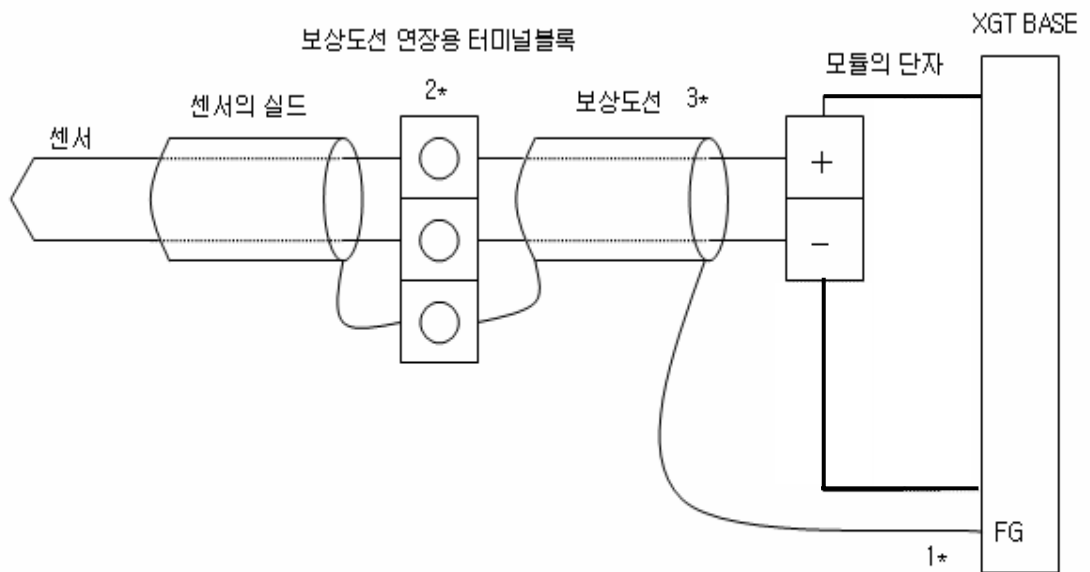 XGT BASE
보상도선 연장용 터미널블록
모듈의 단자
2*
센서의 실드
보상도선 3*
센서
+
-
FG
1*